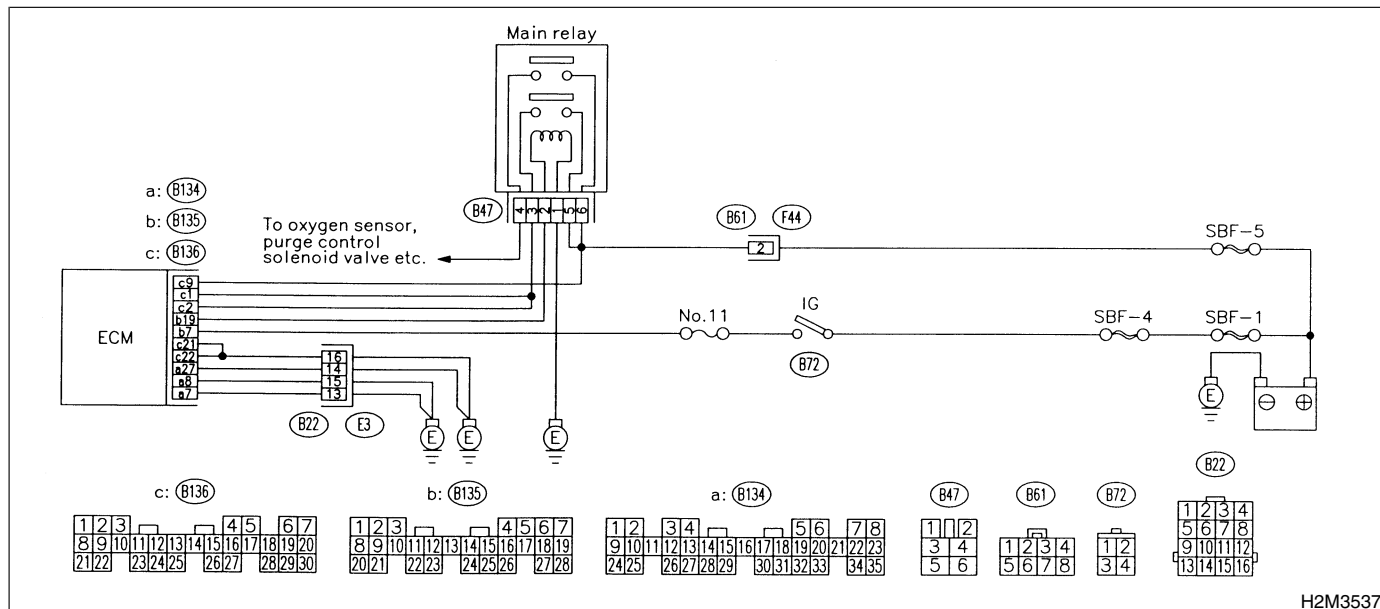 Main relay
a: B134
b: B135
c: B136
B47
4 3 2 1 5 6
To oxygen sensor,
purge control
solenoid valve etc.
B61 F44
2
SBF-5
ECM
c9
c1
c2
b19
b7
c21
c22
a27
a8
a7
No.11
IG
B72
SBF-4
SBF-1
16
14
15
13
B22 E3
E
E
E
E
⊖ ⊕
c: B136
1 2 3 4 5 6 7
8 9 10 11 12 13 14 15 16 17 18 19 20
21 22 23 24 25 26 27 28 29 30
b: B135
1 2 3 4 5 6 7
8 9 10 11 12 13 14 15 16 17 18 19
20 21 22 23 24 25 26 27 28
a: B134
1 2 3 4 5 6 7 8
9 10 11 12 13 14 15 16 17 18 19 20 21 22 23
24 25 26 27 28 29 30 31 32 33 34 35
B47
1 2
3 4
5 6
B61
1 2 3 4
5 6 7 8
B72
1 2
3 4
B22
1 2 3 4
5 6 7 8
9 10 11 12
13 14 15 16
H2M3537